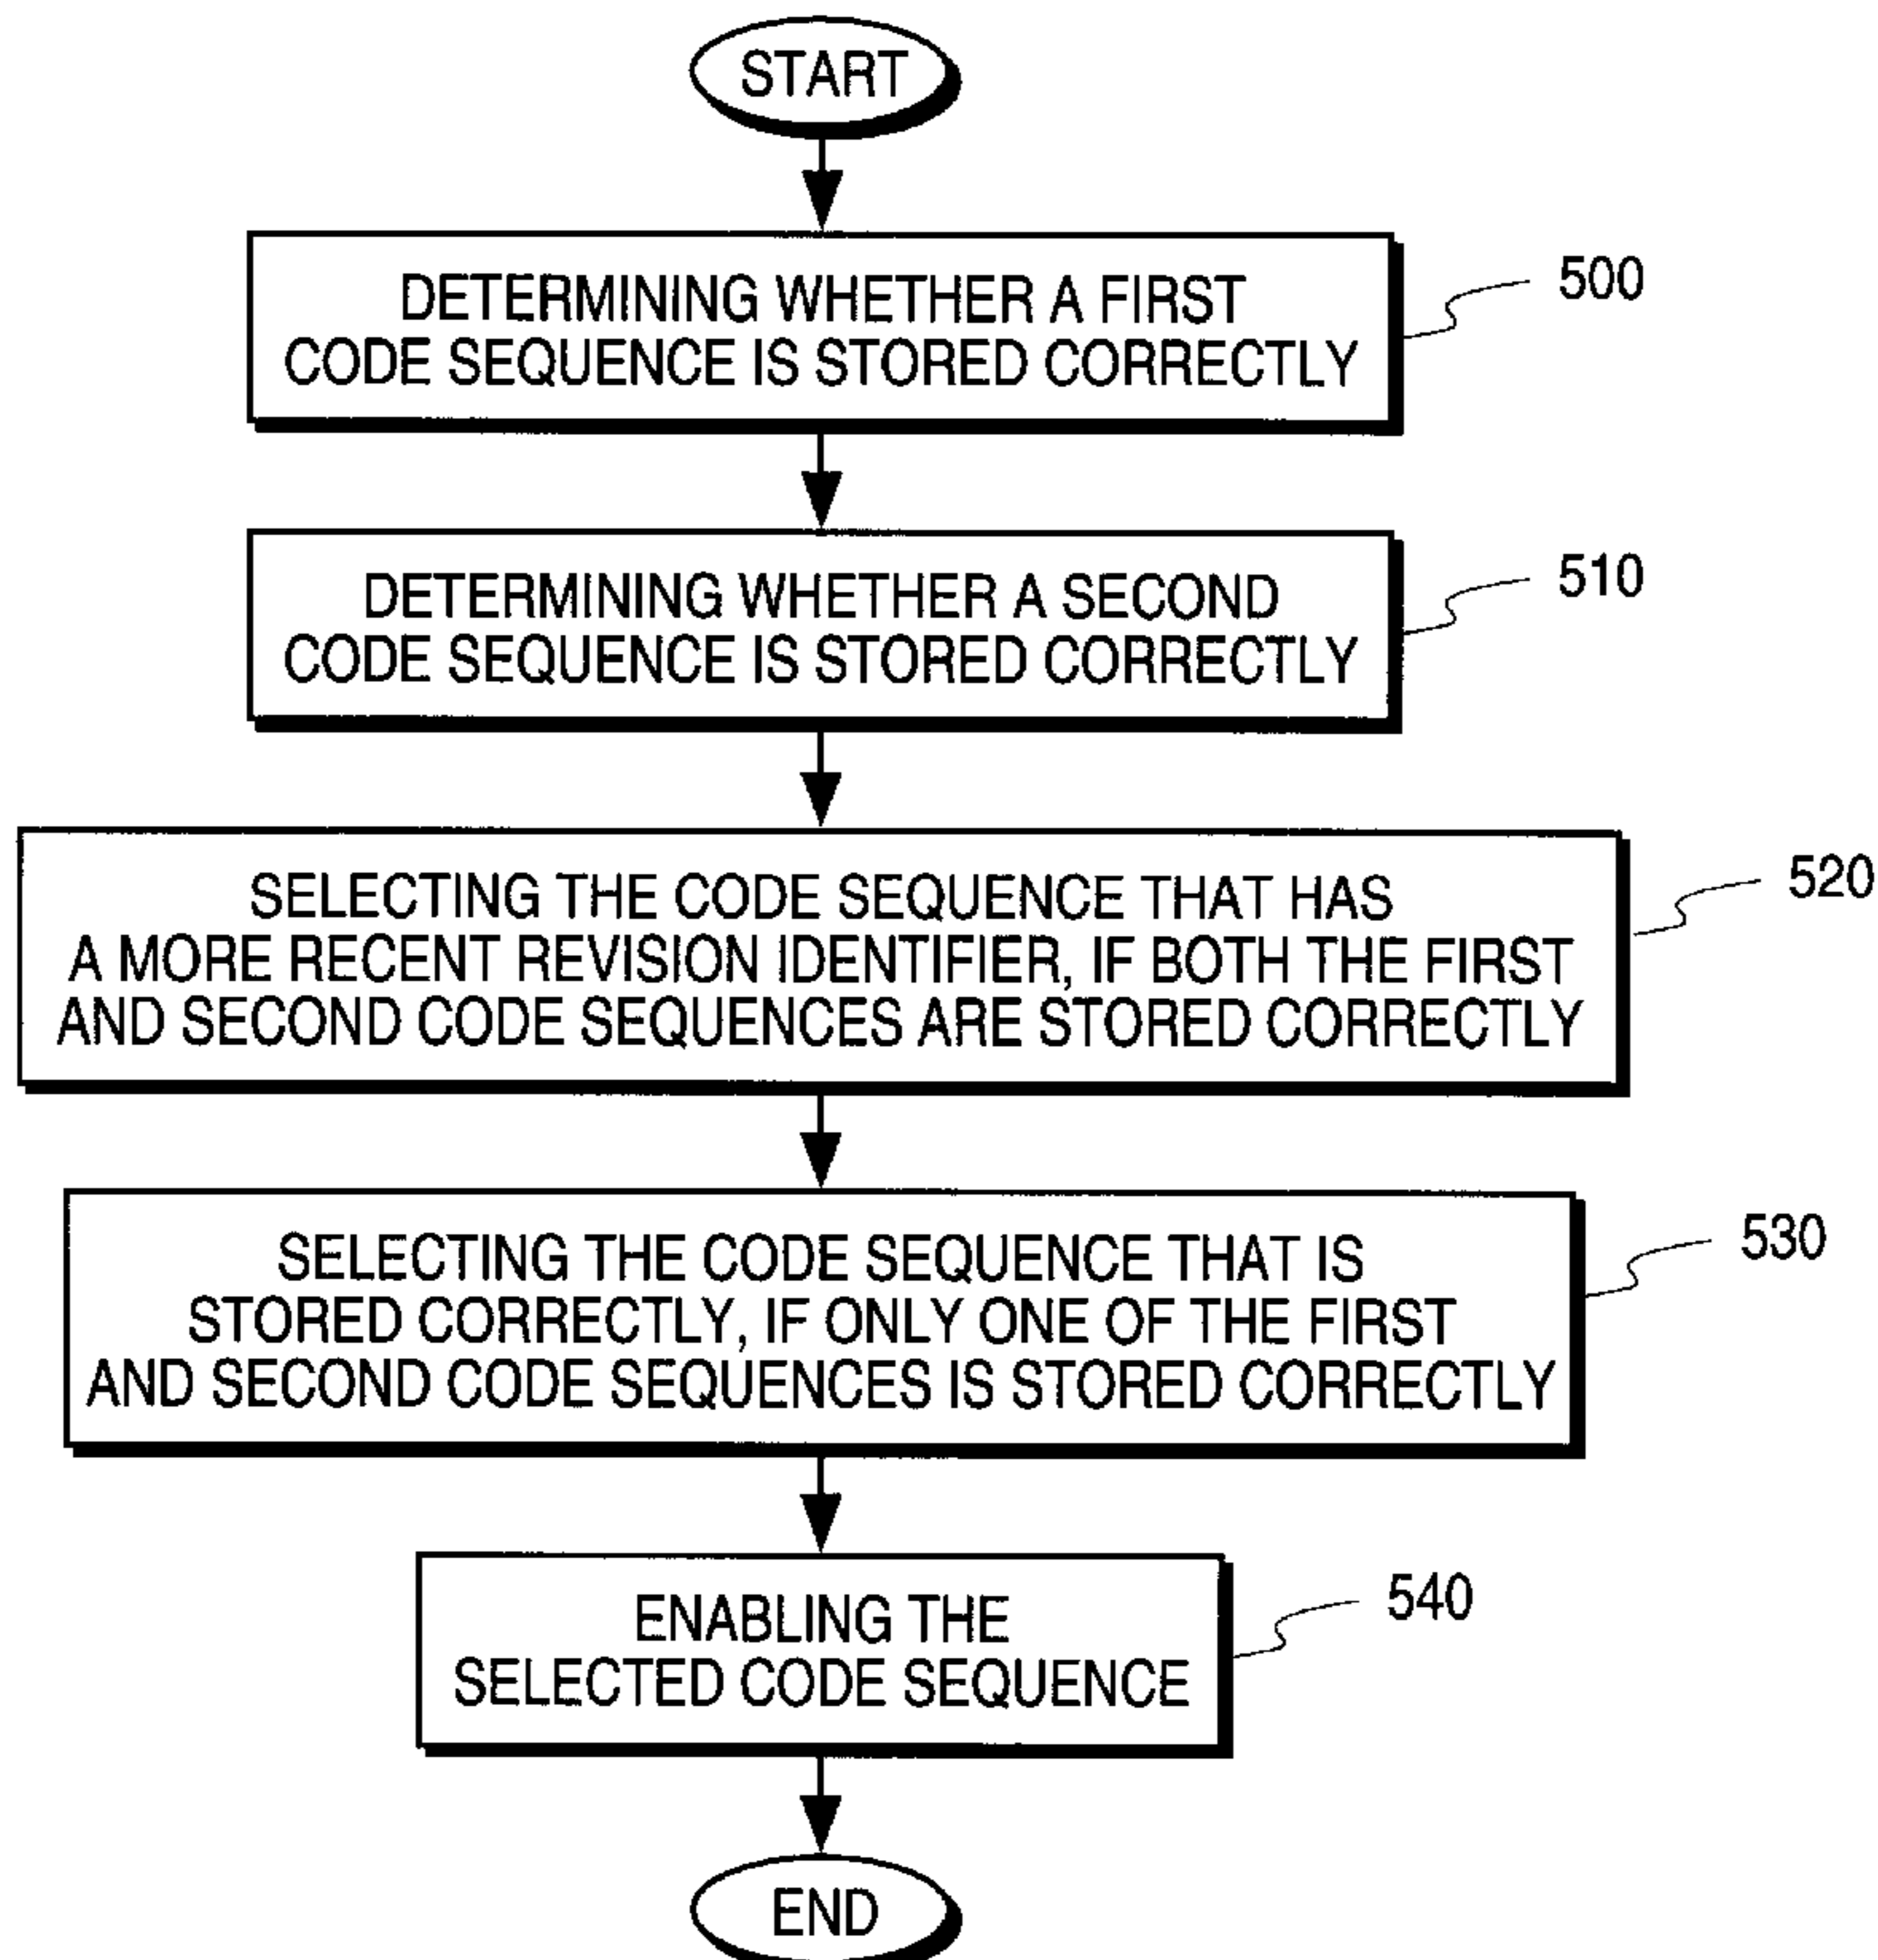 START
DETERMINING WHETHER A FIRST
CODE SEQUENCE IS STORED CORRECTLY
500
DETERMINING WHETHER A SECOND
CODE SEQUENCE IS STORED CORRECTLY
510
SELECTING THE CODE SEQUENCE THAT HAS
A MORE RECENT REVISION IDENTIFIER, IF BOTH THE FIRST
AND SECOND CODE SEQUENCES ARE STORED CORRECTLY
520
SELECTING THE CODE SEQUENCE THAT IS
STORED CORRECTLY, IF ONLY ONE OF THE FIRST
AND SECOND CODE SEQUENCES IS STORED CORRECTLY
530
ENABLING THE
SELECTED CODE SEQUENCE
540
END